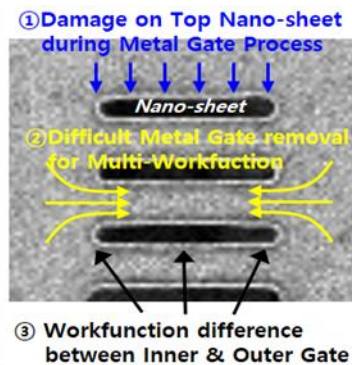 ①Damage on Top Nano-sheet
during Metal Gate Process
Nano-sheet
②Difficult Metal Gate removal
for Multi-Workfuction
③ Workfunction difference
between Inner & Outer Gate